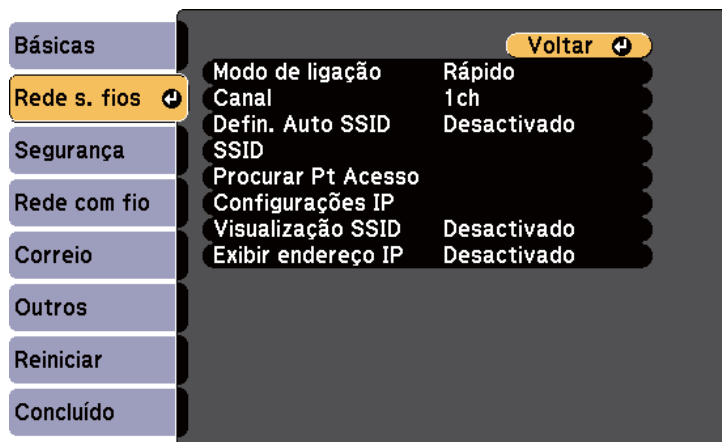 Básicas
Rede s. fios
Segurança
Rede com fio
Correio
Outros
Reiniciar
Concluído
Voltar
Modo de ligação Rápido
Canal 1ch
Defin. Auto SSID Desactivado
SSID
Procurar Pt Acesso
Configurações IP
Visualização SSID Desactivado
Exibir endereço IP Desactivado